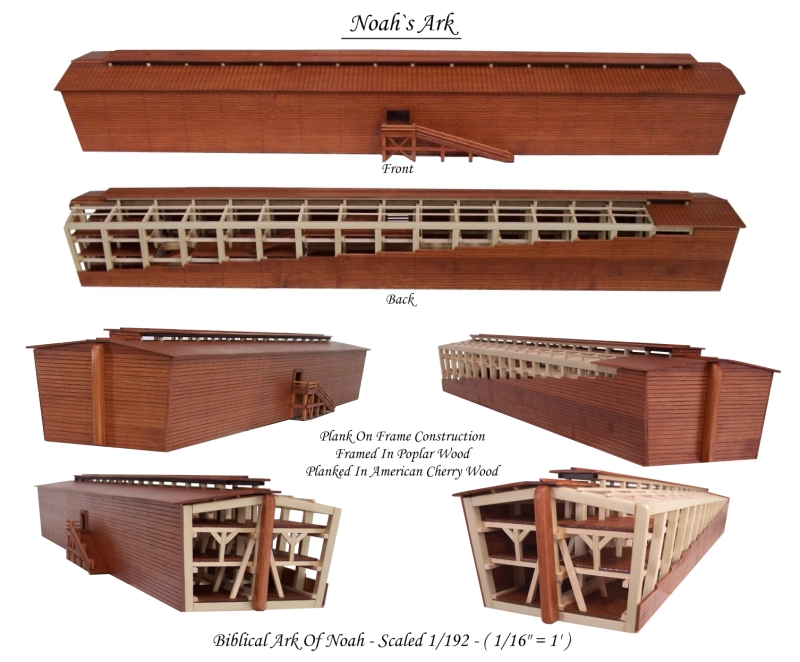 Noah`s Ark
Front
Back
Plank On Frame Construction
Framed In Poplar Wood
Planked In American Cherry Wood
Biblical Ark Of Noah - Scaled 1/192 - ( 1/16" = 1' )